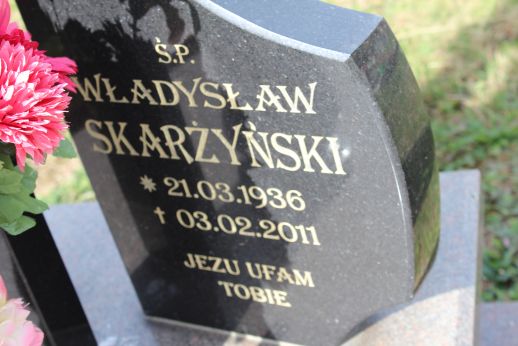 Ś.P.
WŁADYSŁAW
SKARŻYŃSKI
* 21.03.1936
† 03.02.2011
JEZU UFAM
TOBIE